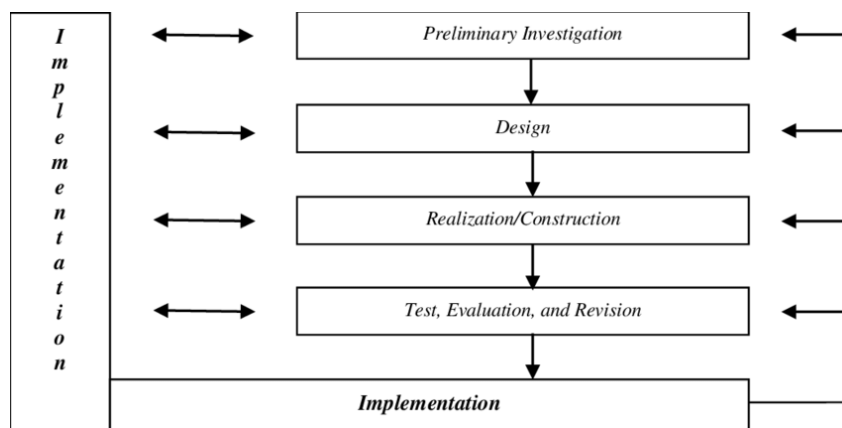 Implementation
Preliminary Investigation
Design
Realization/Construction
Test, Evaluation, and Revision
Implementation